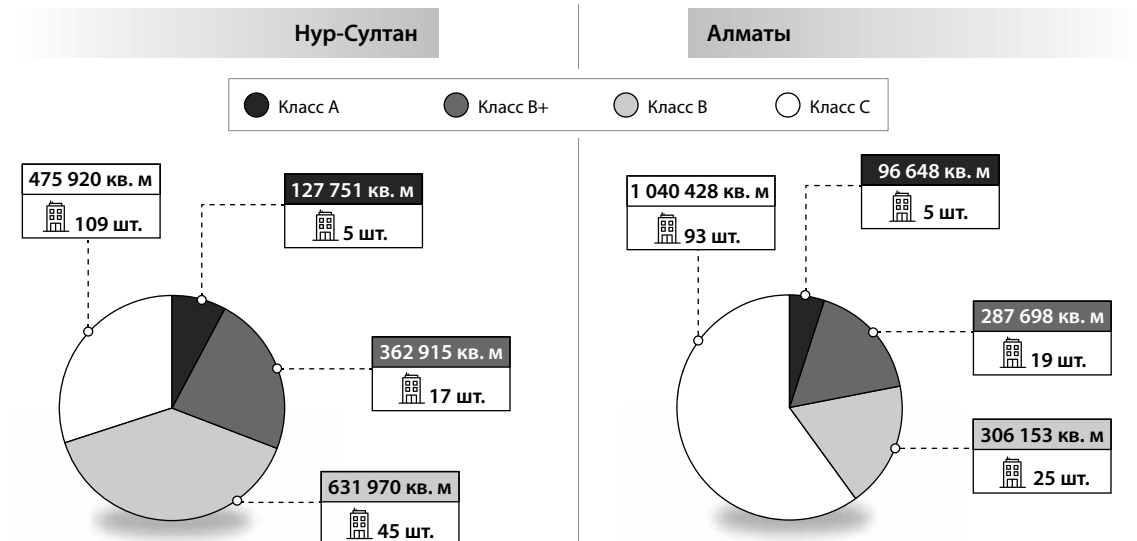 Нур-Султан
Алматы
Класс А
Класс В+
Класс В
Класс С
475 920 кв. м
109 шт.
127 751 кв. м
5 шт.
362 915 кв. м
17 шт.
631 970 кв. м
45 шт.
1 040 428 кв. м
93 шт.
96 648 кв. м
5 шт.
287 698 кв. м
19 шт.
306 153 кв. м
25 шт.